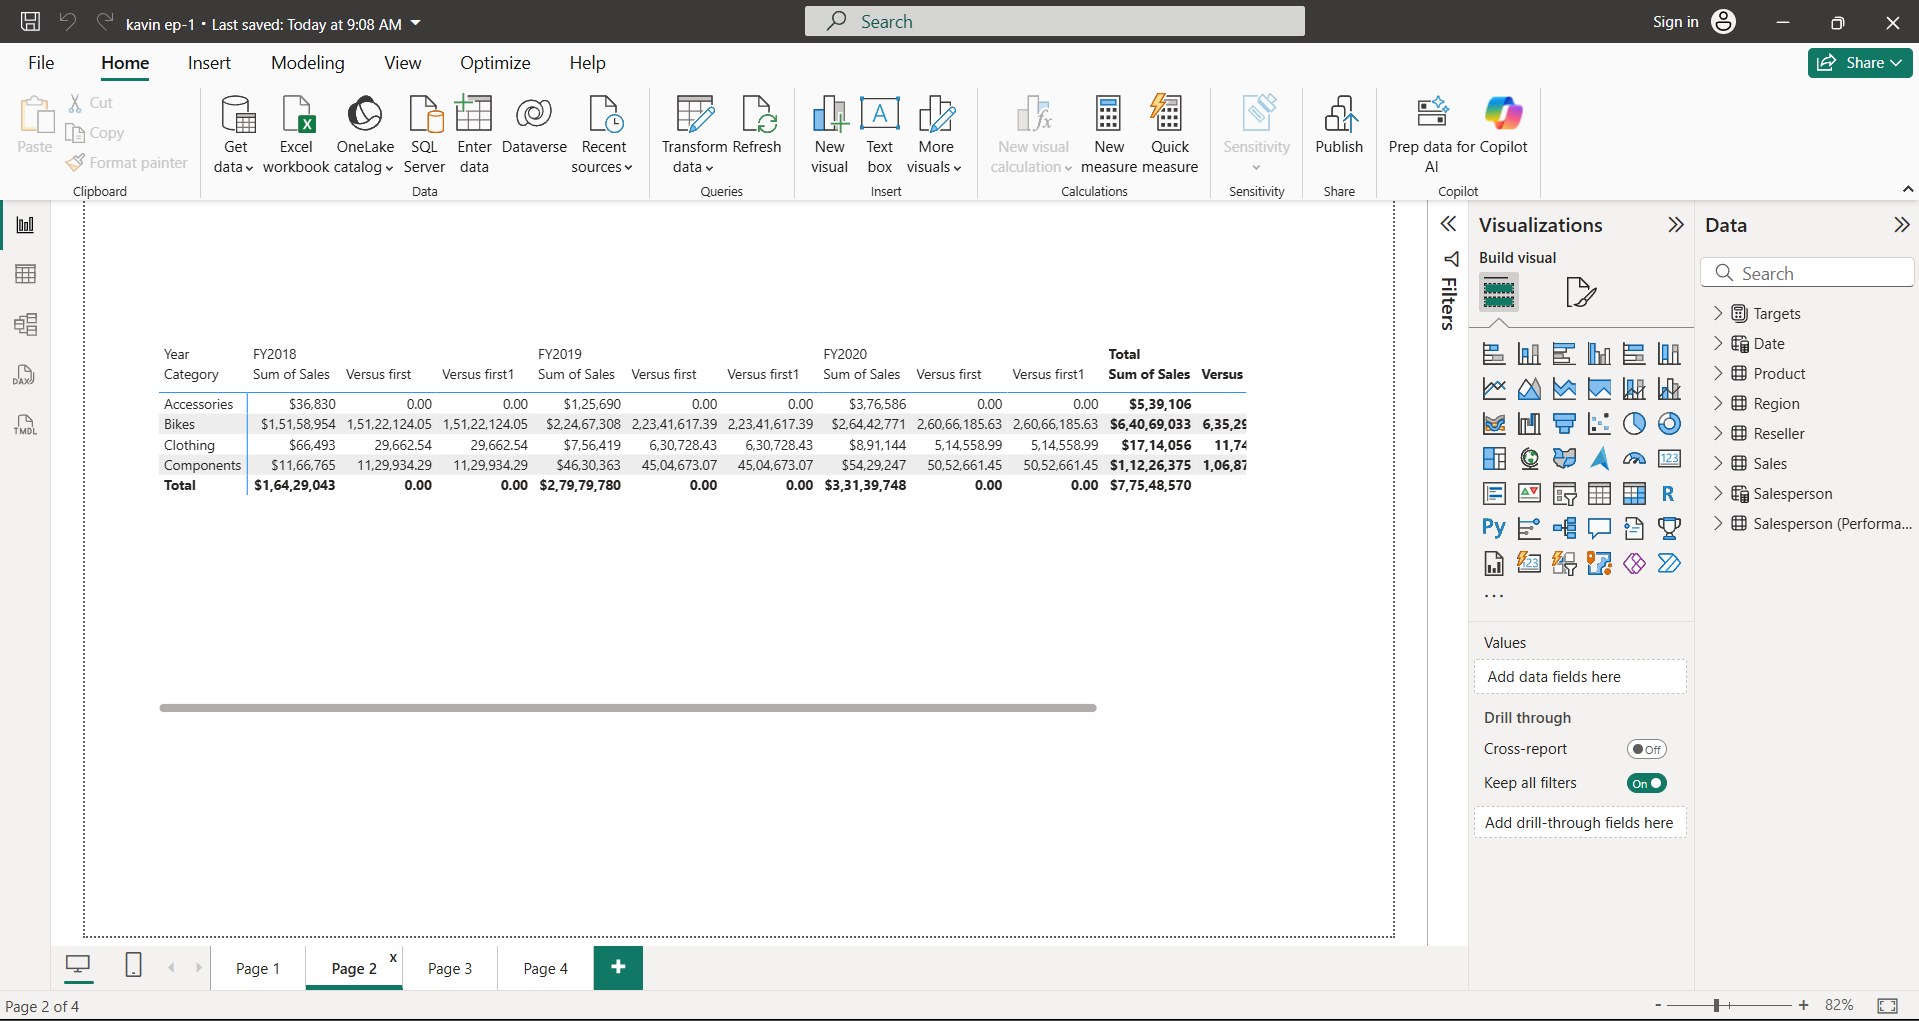 kavin ep-1 • Last saved: Today at 9:08 AM
Search
Sign in
File Home Insert Modeling View Optimize Help
Share
Paste
Cut
Copy
Format painter
Clipboard
Get data
Excel workbook
OneLake catalog
SQL Server
Enter data
Dataverse
Recent sources
Data
Transform data
Refresh
Queries
New visual
Text box
More visuals
Insert
New visual calculation
New measure
Quick measure
Calculations
Sensitivity
Sensitivity
Publish
Share
Prep data for AI
Copilot
Copilot
DAX
TMDL
Year FY2018 FY2019 FY2020 Total
Category Sum of Sales Versus first Versus first1 Sum of Sales Versus first Versus first1 Sum of Sales Versus first Versus first1 Sum of Sales Versus
Accessories $36,830 0.00 0.00 $1,25,690 0.00 0.00 $3,76,586 0.00 0.00 $5,39,106
Bikes $1,51,58,954 1,51,22,124.05 1,51,22,124.05 $2,24,67,308 2,23,41,617.39 2,23,41,617.39 $2,64,42,771 2,60,66,185.63 2,60,66,185.63 $6,40,69,033 6,35,29
Clothing $66,493 29,662.54 29,662.54 $7,56,419 6,30,728.43 6,30,728.43 $8,91,144 5,14,558.99 5,14,558.99 $17,14,056 11,74
Components $11,66,765 11,29,934.29 11,29,934.29 $46,30,363 45,04,673.07 45,04,673.07 $54,29,247 50,52,661.45 50,52,661.45 $1,12,26,375 1,06,87
Total $1,64,29,043 0.00 0.00 $2,79,79,780 0.00 0.00 $3,31,39,748 0.00 0.00 $7,75,48,570
Filters
Visualizations
Build visual
123
R
Py
123
...
Values
Add data fields here
Drill through
Cross-report Off
Keep all filters On
Add drill-through fields here
Data
Search
Targets
Date
Product
Region
Reseller
Sales
Salesperson
Salesperson (Performa...
Page 1
Page 2 x
Page 3
Page 4
+
Page 2 of 4
- + 82%